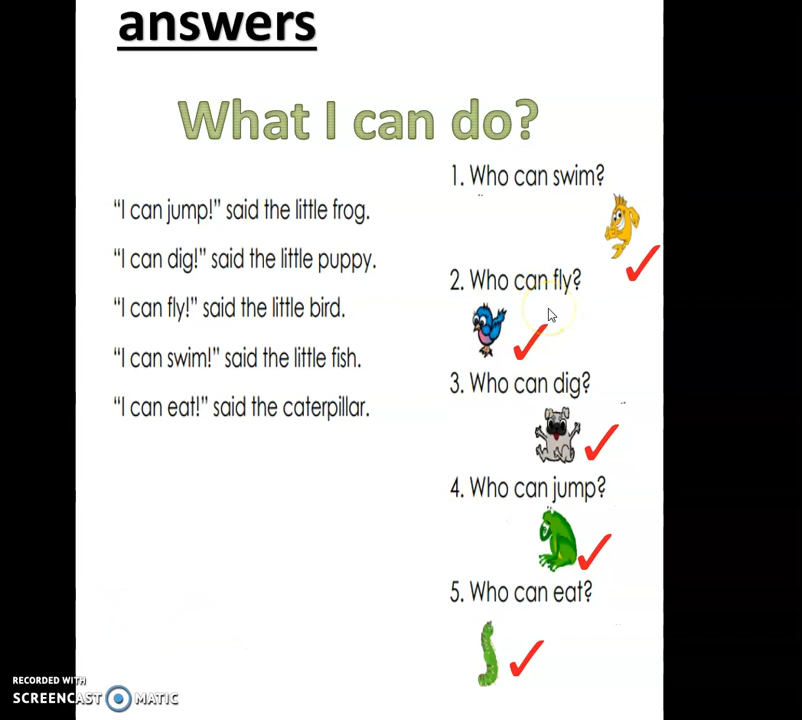 answers
What I can do?
“I can jump!” said the little frog.
“I can dig!” said the little puppy.
“I can fly!” said the little bird.
“I can swim!” said the little fish.
“I can eat!” said the caterpillar.
1. Who can swim?
2. Who can fly?
3. Who can dig?
4. Who can jump?
5. Who can eat?
RECORDED WITH
SCREENCAST MATIC